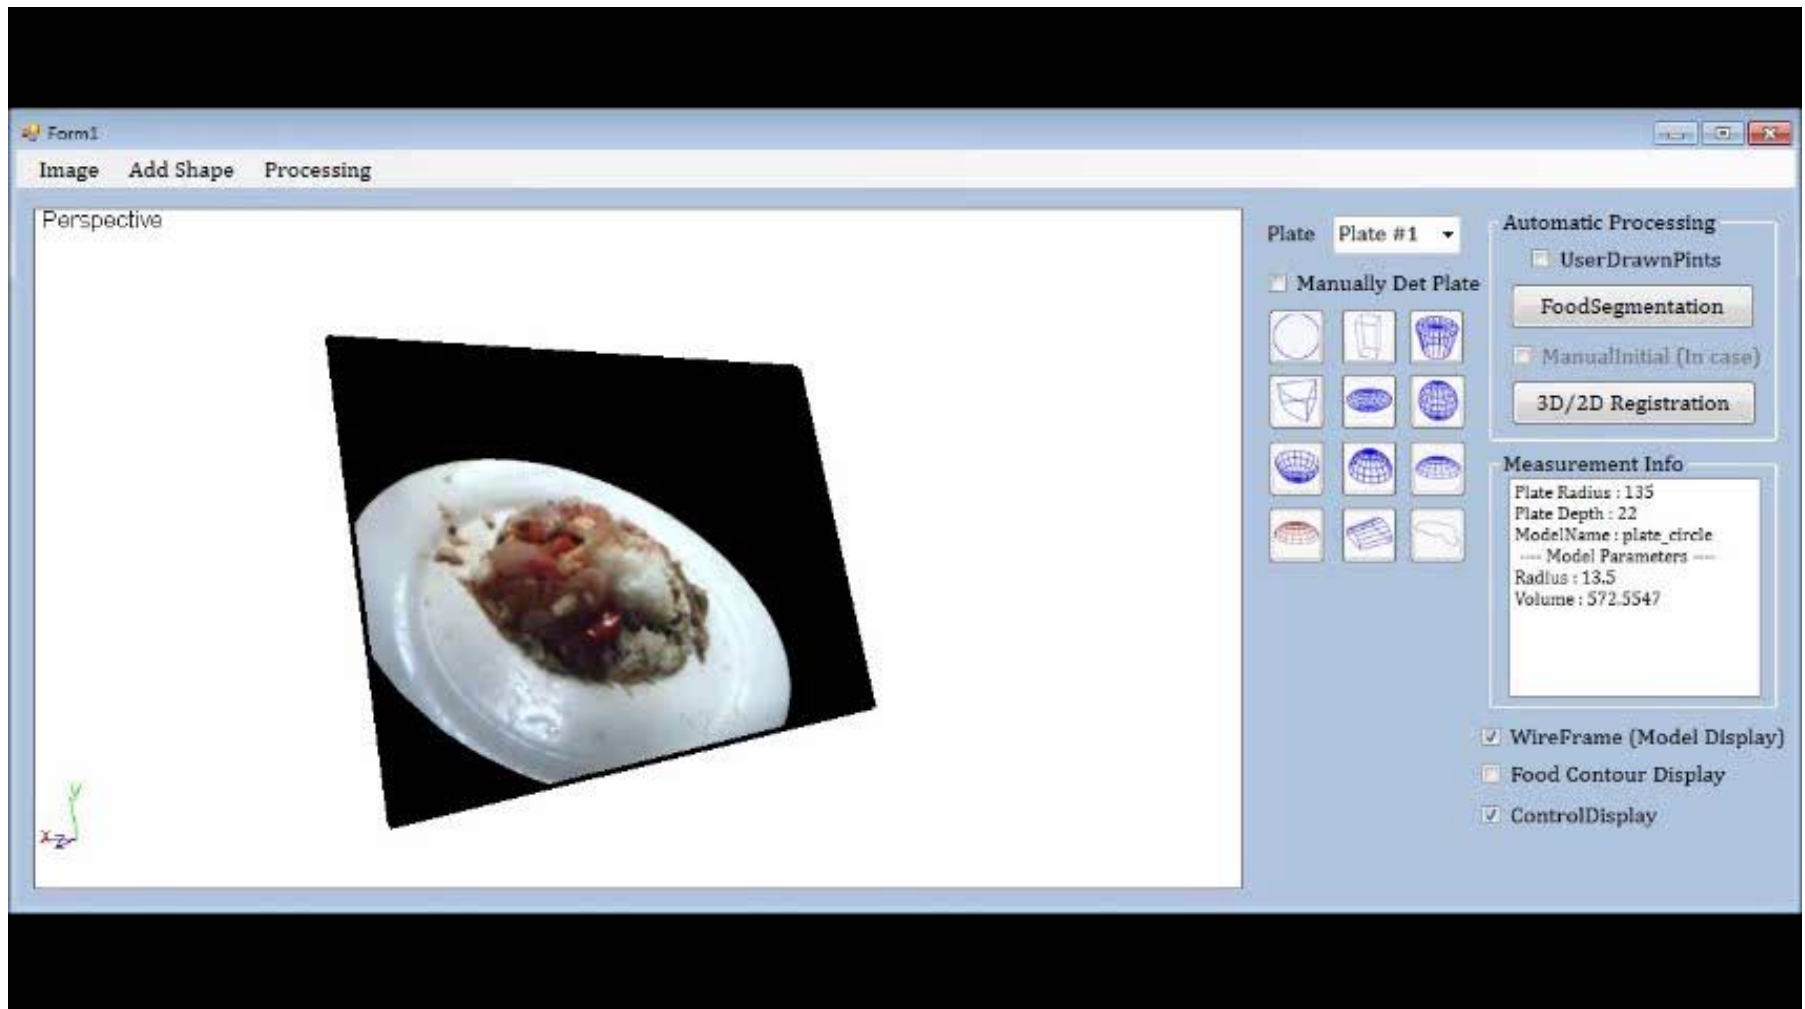 Form1
Image Add Shape Processing
Perspective
Plate Plate #1
Manually Det Plate
Automatic Processing
UserDrawnPints
FoodSegmentation
ManualInitial (In case)
3D/2D Registration
Measurement Info
Plate Radius : 135
Plate Depth : 22
ModelName : plate_circle
---- Model Parameters ----
Radius : 13.5
Volume : 572.5547
WireFrame (Model Display)
Food Contour Display
ControlDisplay
y
x z